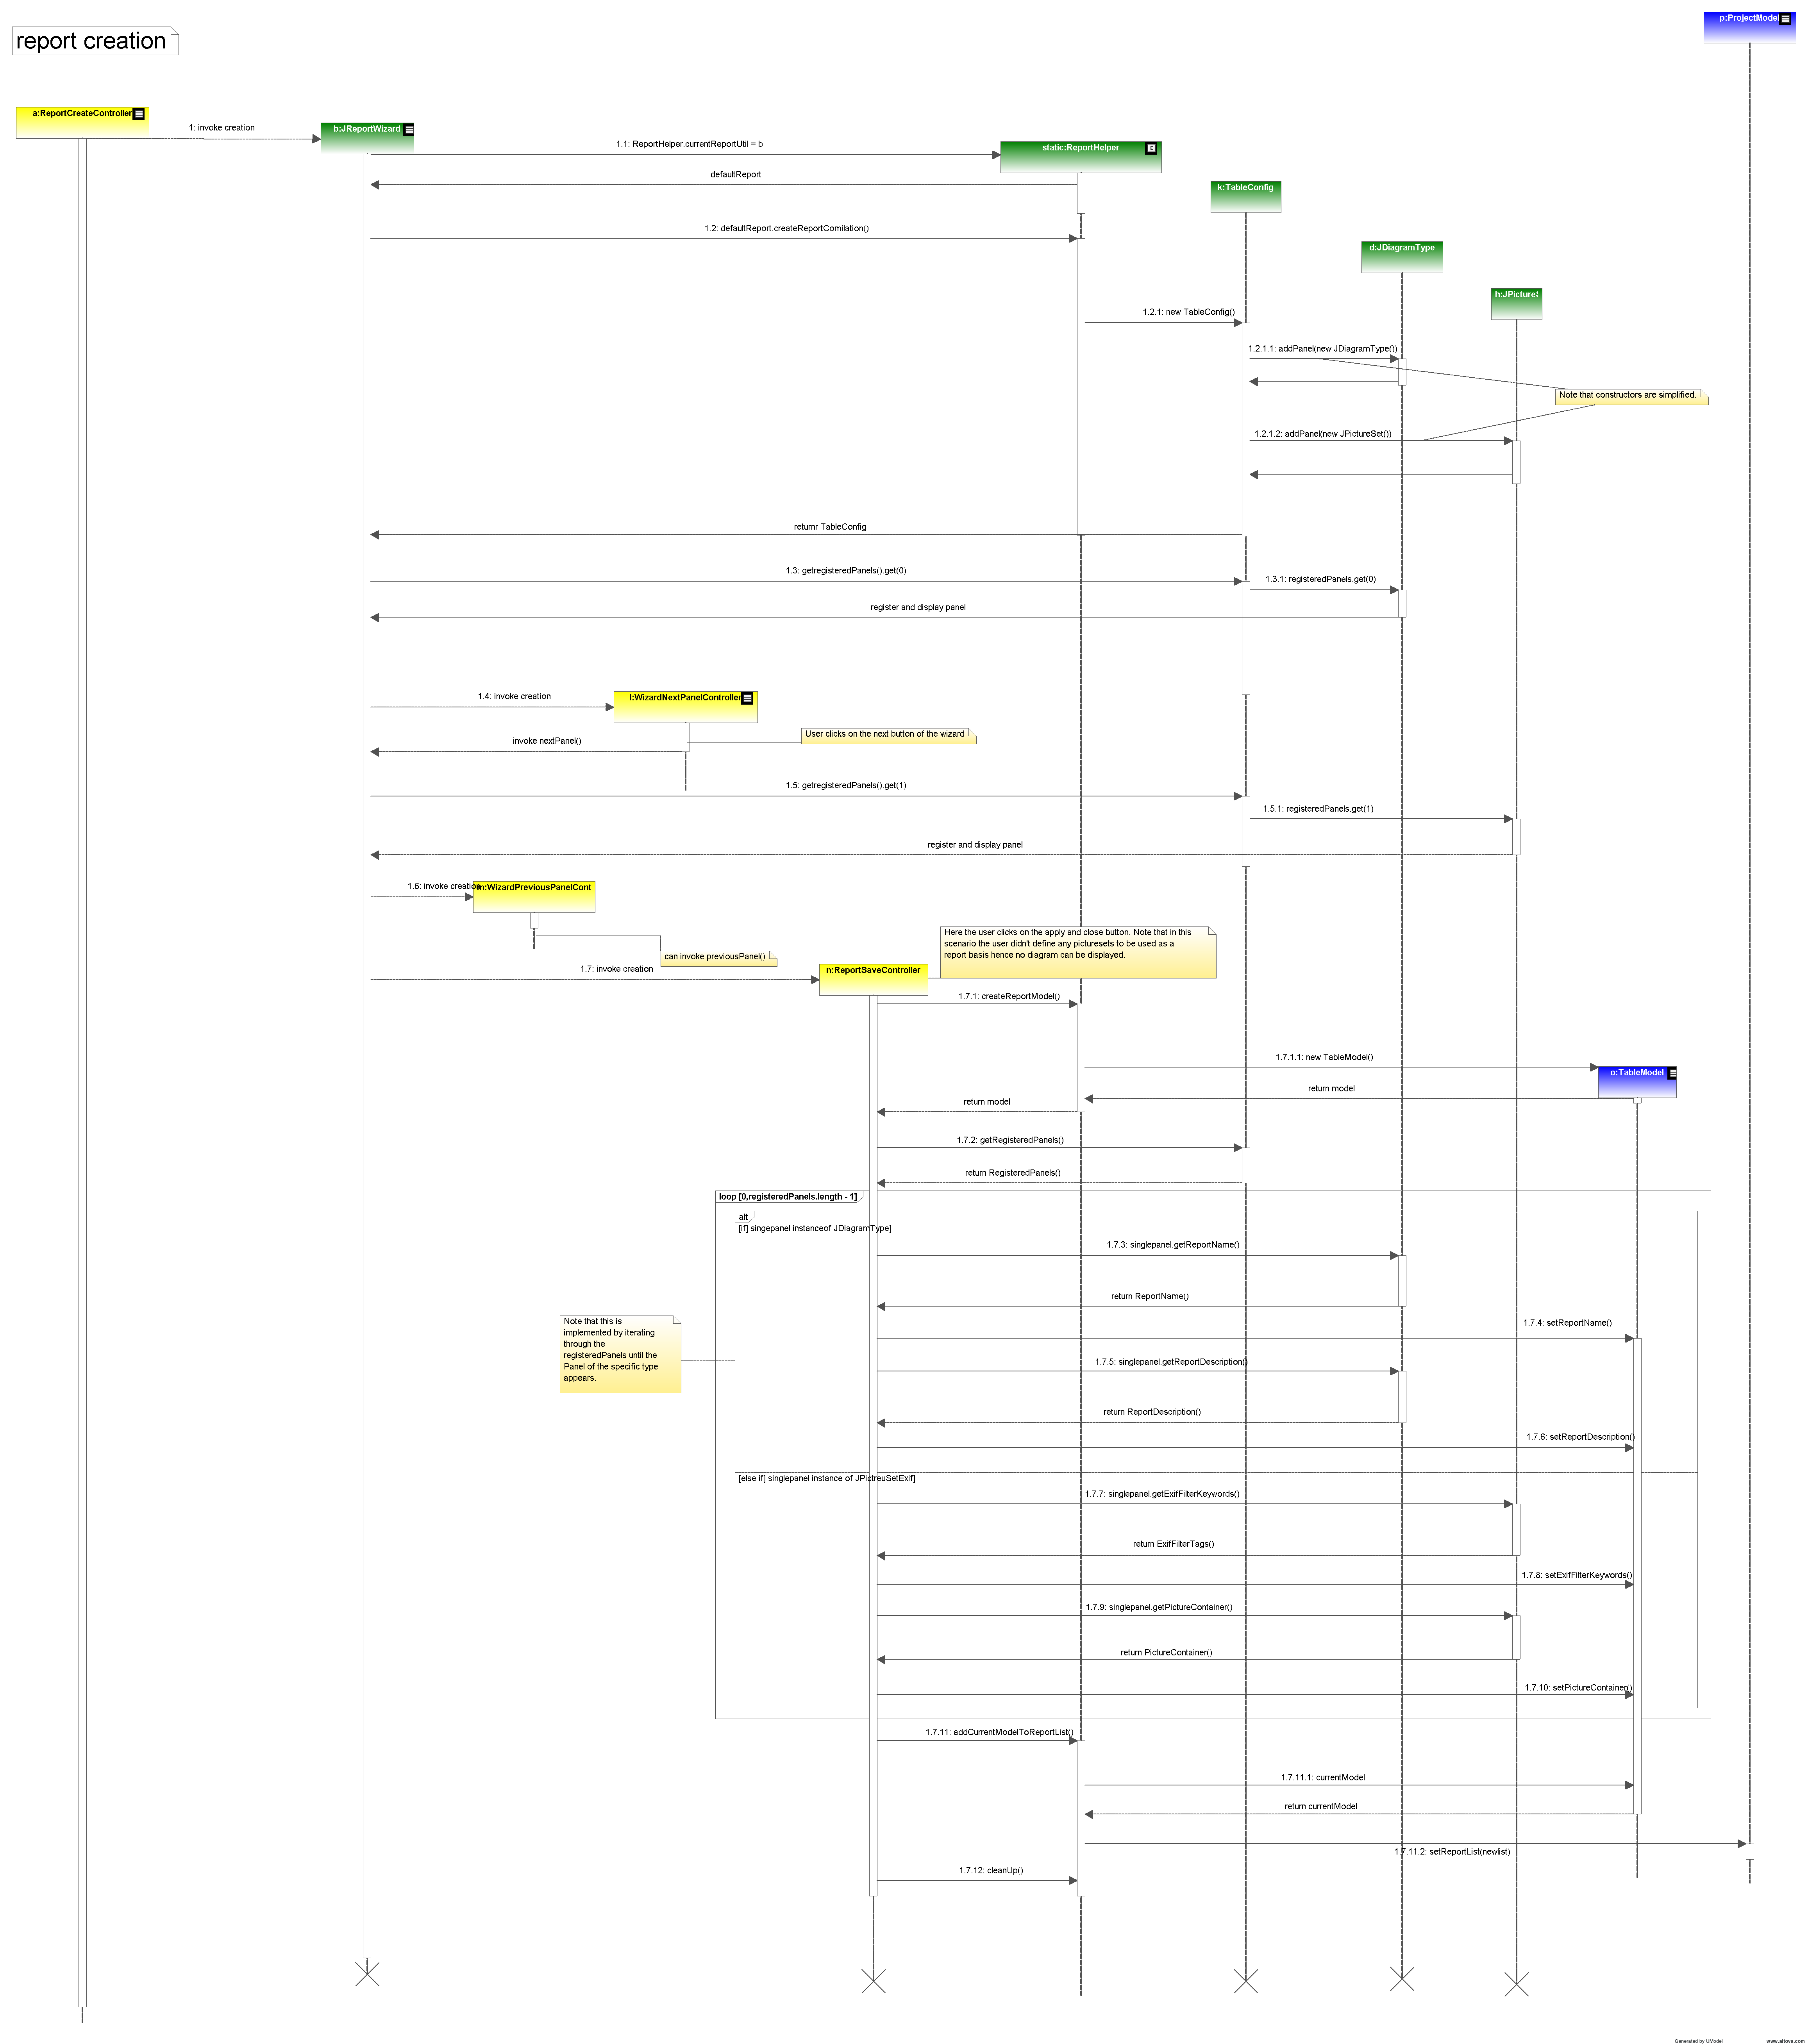 p:ProjectModel
report creation
a:ReportCreateController
1: invoke creation
b:JReportWizard
1.1: ReportHelper.currentReportUtil = b
static:ReportHelper
defaultReport
k:TableConfig
1.2: defaultReport.createReportComilation()
d:JDiagramType
h:JPictureS
1.2.1: new TableConfig()
1.2.1.1: addPanel(new JDiagramType())
Note that constructors are simplified.
1.2.1.2: addPanel(new JPictureSet())
returnr TableConfig
1.3: getregisteredPanels().get(0)
1.3.1: registeredPanels.get(0)
register and display panel
1.4: invoke creation
l:WizardNextPanelController
User clicks on the next button of the wizard
invoke nextPanel()
1.5: getregisteredPanels().get(1)
1.5.1: registeredPanels.get(1)
register and display panel
1.6: invoke creation
m:WizardPreviousPanelCont
can invoke previousPanel()
Here the user clicks on the apply and close button. Note that in this
scenario the user didn't define any picturesets to be used as a
report basis hence no diagram can be displayed.
1.7: invoke creation
n:ReportSaveController
1.7.1: createReportModel()
1.7.1.1: new TableModel()
o:TableModel
return model
return model
1.7.2: getRegisteredPanels()
return RegisteredPanels()
loop [0,registeredPanels.length - 1]
alt
[if] singepanel instanceof JDiagramType]
1.7.3: singlepanel.getReportName()
return ReportName()
Note that this is
implemented by iterating
through the
registeredPanels until the
Panel of the specific type
appears.
1.7.4: setReportName()
1.7.5: singlepanel.getReportDescription()
return ReportDescription()
1.7.6: setReportDescription()
[else if] singlepanel instance of JPictreuSetExif]
1.7.7: singlepanel.getExifFilterKeywords()
return ExifFilterTags()
1.7.8: setExifFilterKeywords()
1.7.9: singlepanel.getPictureContainer()
return PictureContainer()
1.7.10: setPictureContainer()
1.7.11: addCurrentModelToReportList()
1.7.11.1: currentModel
return currentModel
1.7.11.2: setReportList(newlist)
1.7.12: cleanUp()
Generated by UModel
www.altova.com